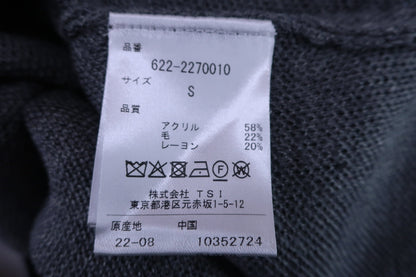 品番
622-2270010
サイズ
S
品質
アクリル 58%
毛 22%
レーヨン 20%
株式会社 TSI
東京都港区元赤坂1-5-12
原産地 中国
22-08 10352724